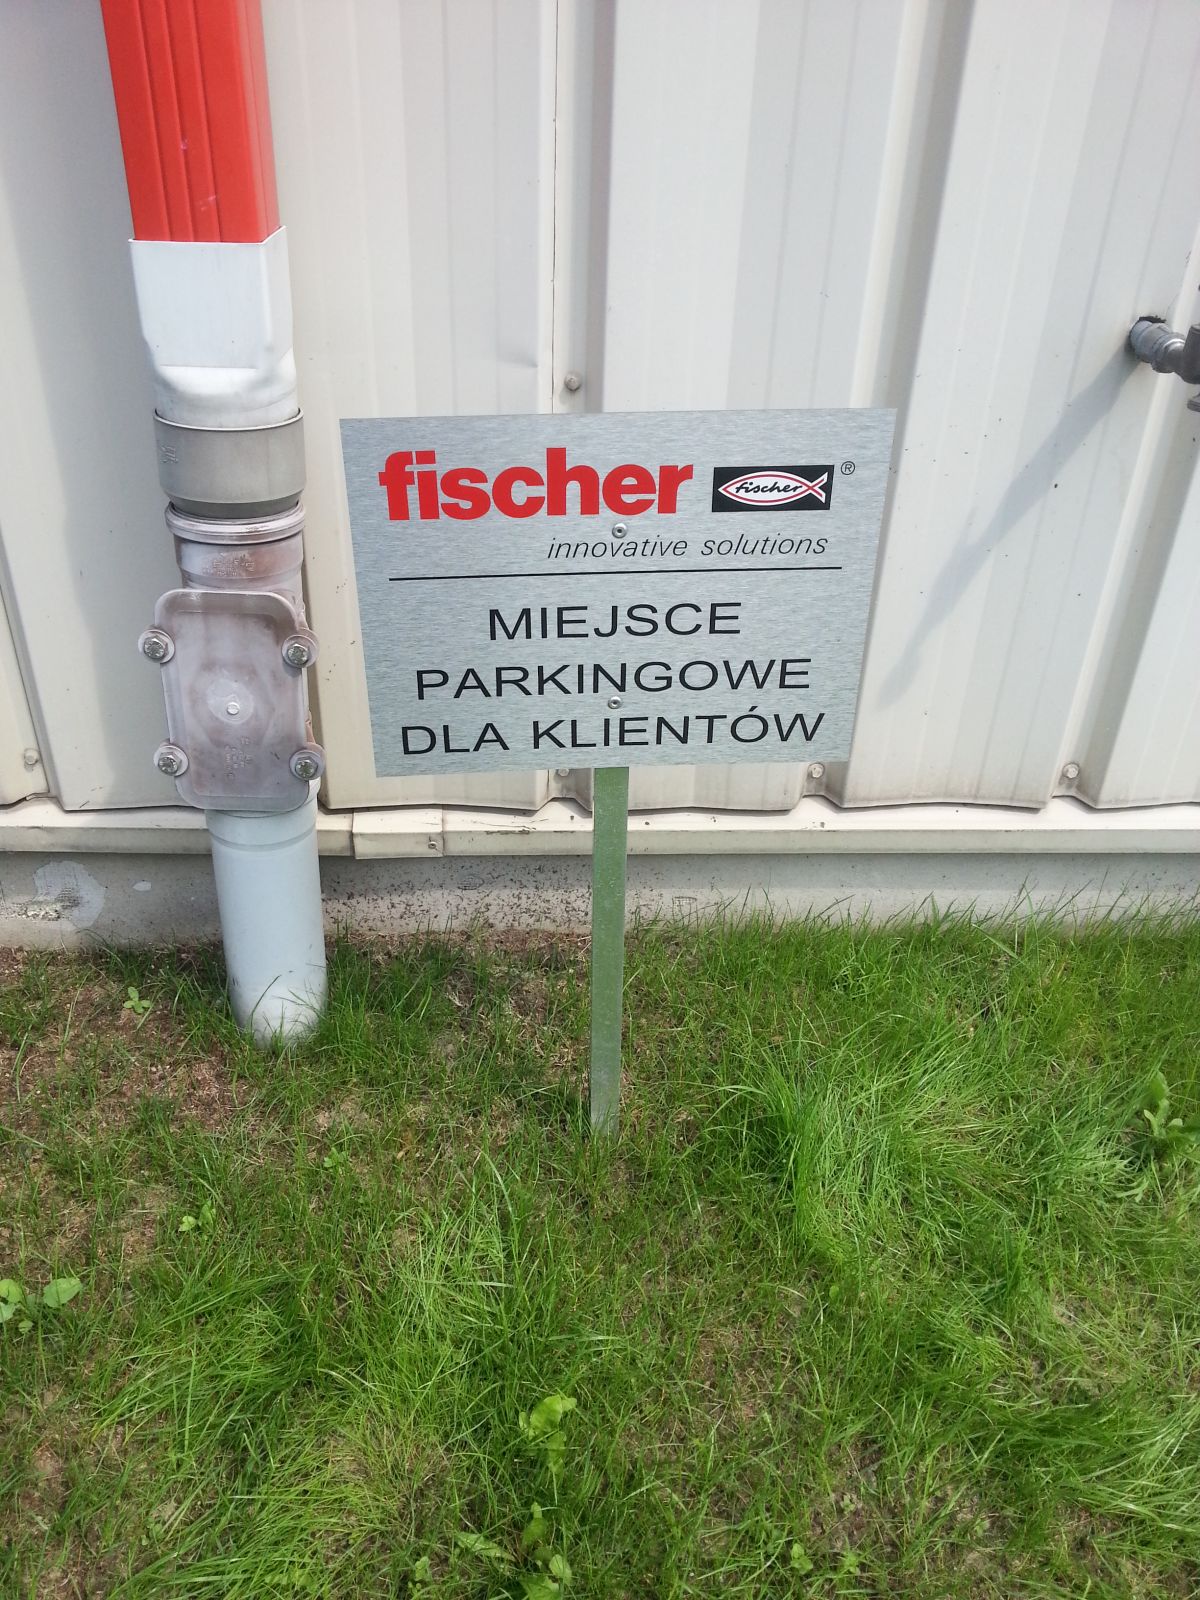 fischer fischer ®
innovative solutions
MIEJSCE
PARKINGOWE
DLA KLIENTÓW